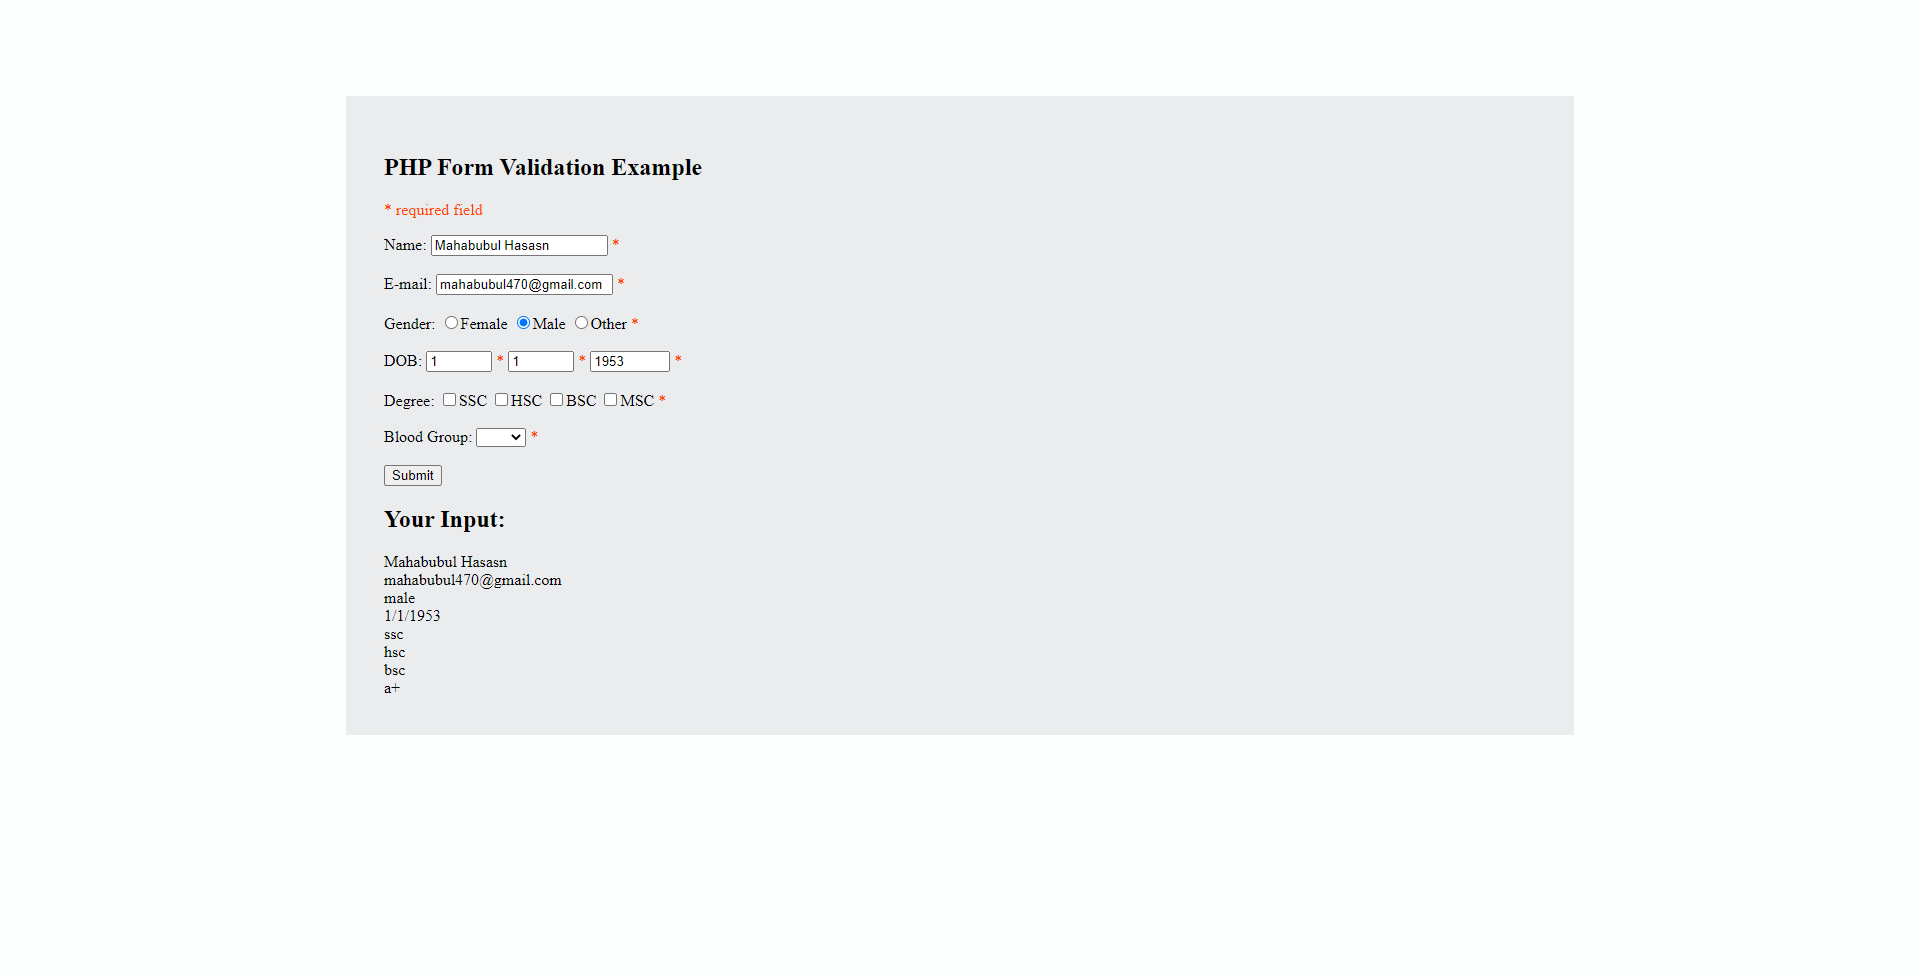 PHP Form Validation Example
* required field
Name: Mahabubul Hasasn *
E-mail: mahabubul470@gmail.com *
Gender: Female Male Other *
DOB: 1 * 1 * 1953 *
Degree: SSC HSC BSC MSC *
Blood Group: *
Submit
Your Input:
Mahabubul Hasasn
mahabubul470@gmail.com
male
1/1/1953
ssc
hsc
bsc
a+